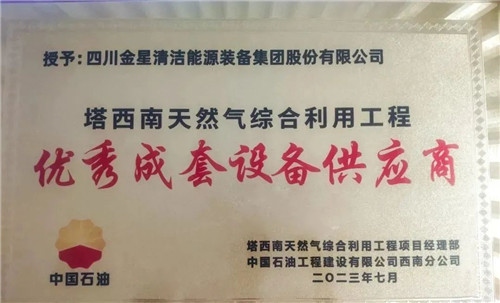 授予:四川金星清洁能源装备集团股份有限公司
塔西南天然气综合利用工程
优秀成套设备供应商
中国石油
塔西南天然气综合利用工程项目经理部
中国石油工程建设有限公司西南分公司
二〇二三年七月